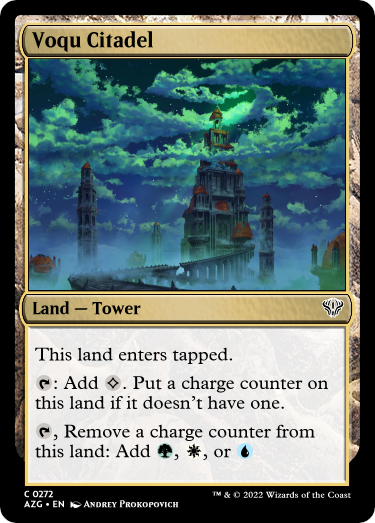 Voqu Citadel
Land — Tower
This land enters tapped.
: Add . Put a charge counter on
this land if it doesn't have one.
, Remove a charge counter from
this land: Add , , or
C 0272
AZG • EN Andrey Prokopovich
™ & © 2022 Wizards of the Coast